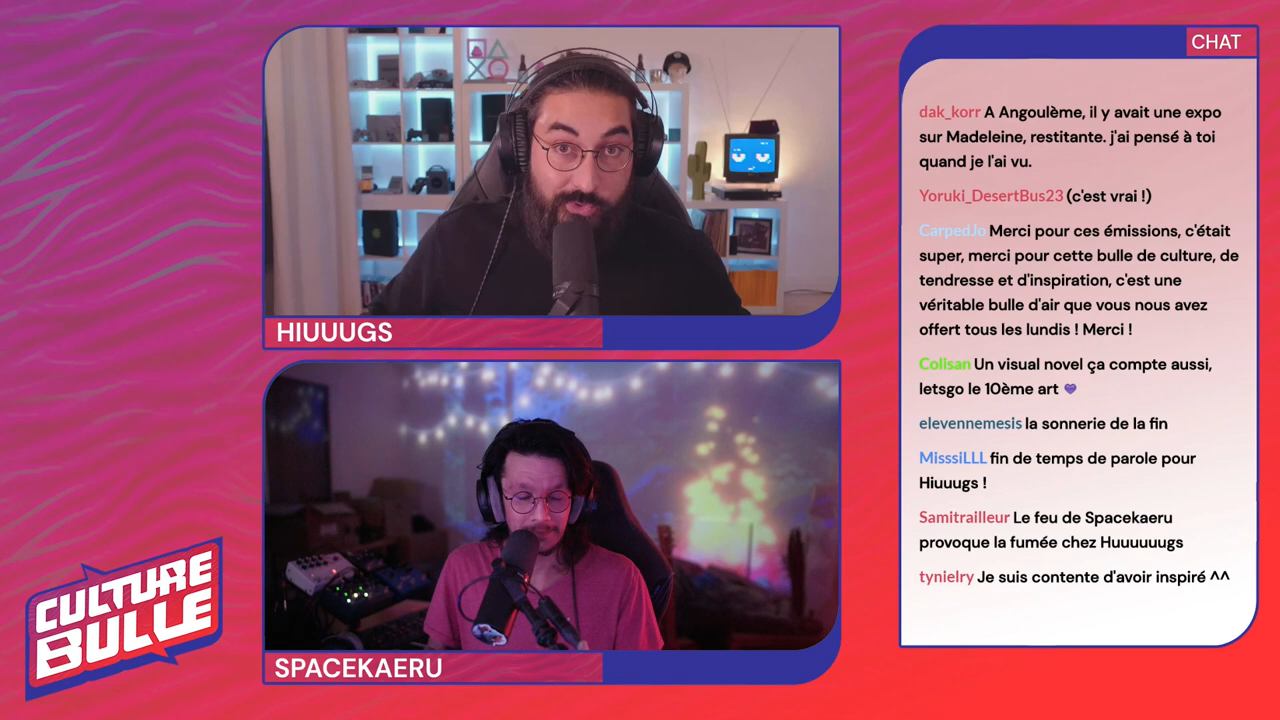 CHAT
dak_korr A Angoulème, il y avait une expo
sur Madeleine, restitante. j'ai pensé à toi
quand je l'ai vu.
Yoruki_DesertBus23 (c'est vrai !)
CarpedJo Merci pour ces émissions, c'était
super, merci pour cette bulle de culture, de
tendresse et d'inspiration, c'est une
véritable bulle d'air que vous nous avez
offert tous les lundis ! Merci !
Colisan Un visual novel ça compte aussi,
letsgo le 10ème art 💜
elevennemesis la sonnerie de la fin
MisssiLLL fin de temps de parole pour
Hiuuugs !
Samitrailleur Le feu de Spacekaeru
provoque la fumée chez Huuuuuugs
tynielry Je suis contente d'avoir inspiré ^^
HIUUUGS
SPACEKAERU
CULTURE
BULLE